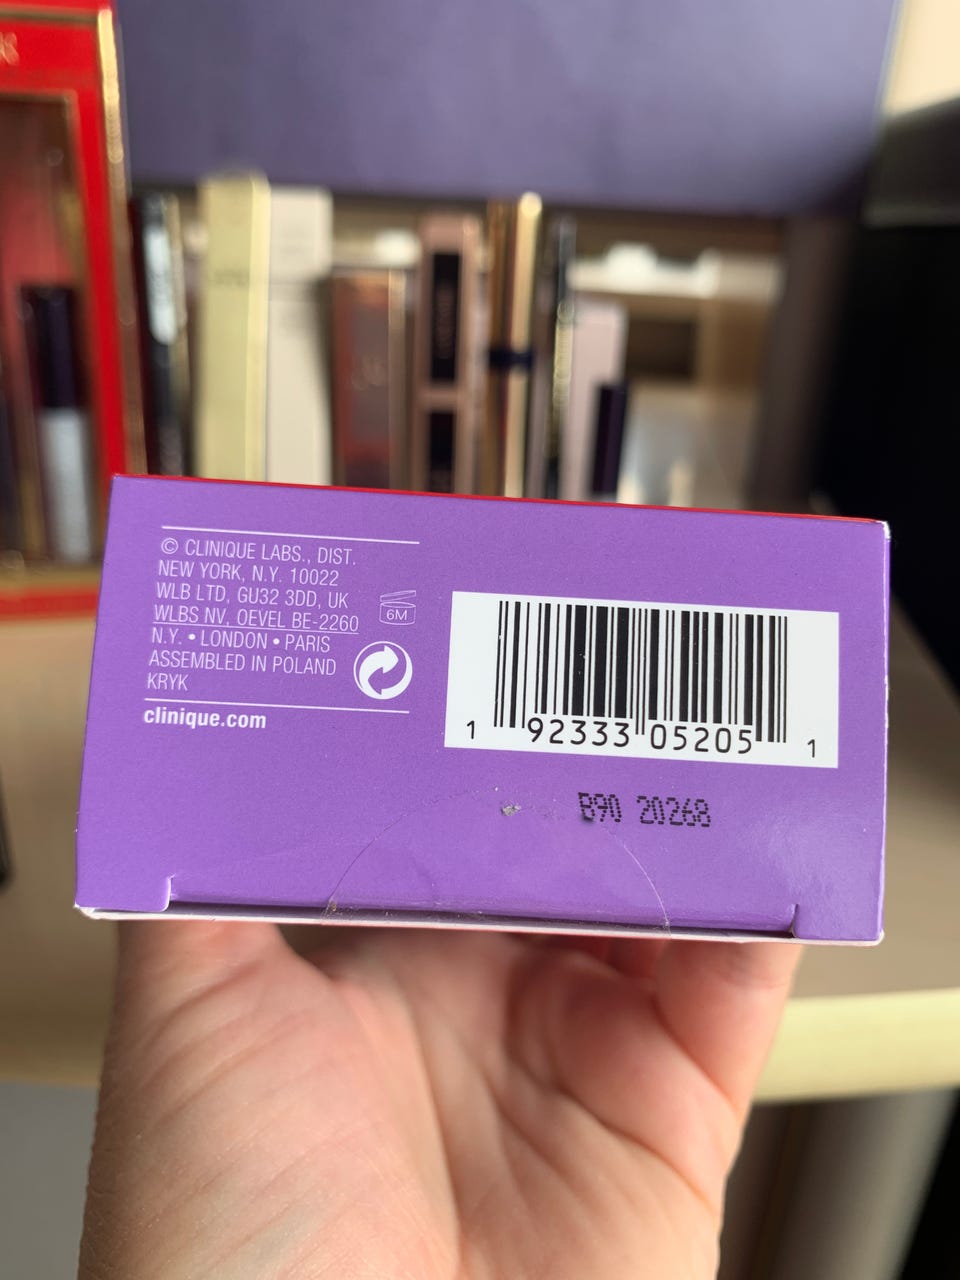 © CLINIQUE LABS., DIST.
NEW YORK, N.Y. 10022
WLB LTD, GU32 3DD, UK
WLBS NV, OEVEL BE-2260
N.Y. • LONDON • PARIS
ASSEMBLED IN POLAND
KRYK
clinique.com
6M
1 92333 05205 1
B90 20268